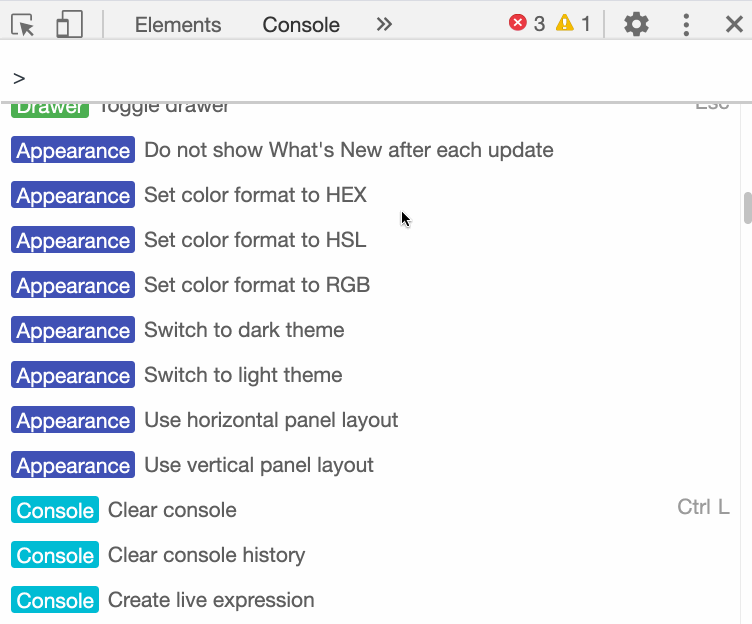 Elements Console 3 1
>
Drawer Toggle drawer Esc
Appearance Do not show What's New after each update
Appearance Set color format to HEX
Appearance Set color format to HSL
Appearance Set color format to RGB
Appearance Switch to dark theme
Appearance Switch to light theme
Appearance Use horizontal panel layout
Appearance Use vertical panel layout
Console Clear console Ctrl L
Console Clear console history
Console Create live expression